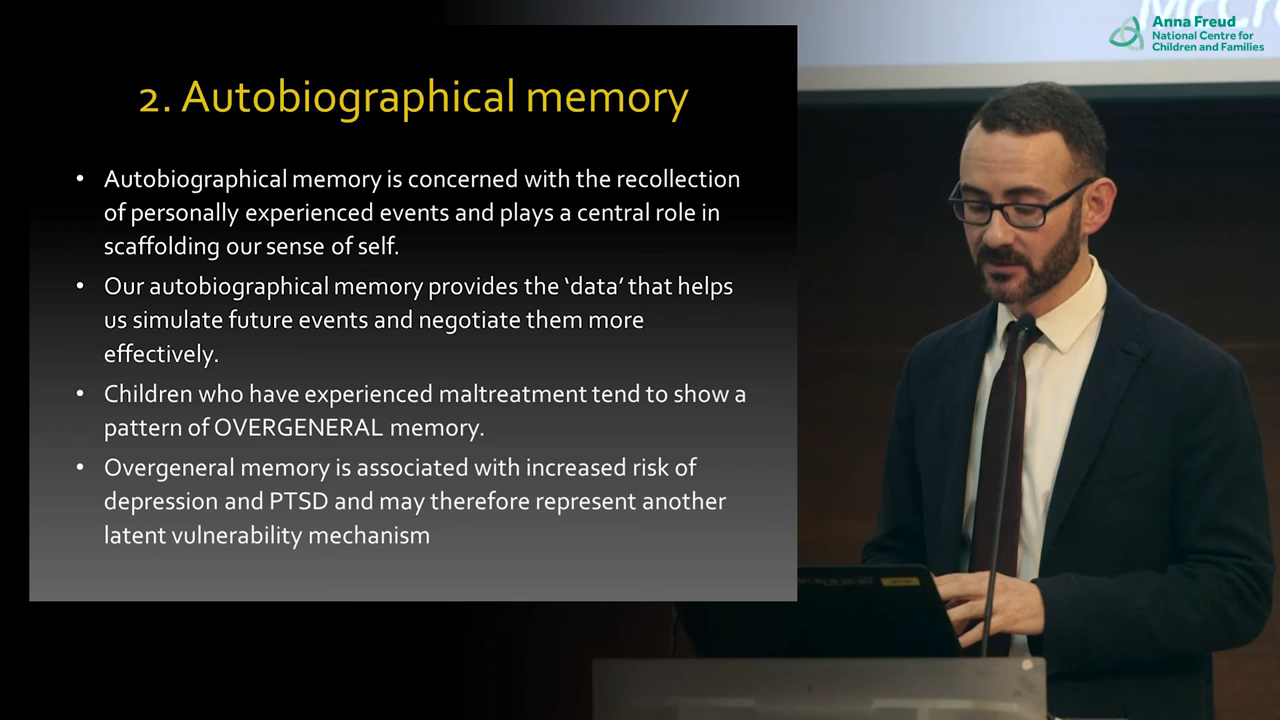 2. Autobiographical memory
• Autobiographical memory is concerned with the recollection
of personally experienced events and plays a central role in
scaffolding our sense of self.
• Our autobiographical memory provides the ‘data’ that helps
us simulate future events and negotiate them more
effectively.
• Children who have experienced maltreatment tend to show a
pattern of OVERGENERAL memory.
• Overgeneral memory is associated with increased risk of
depression and PTSD and may therefore represent another
latent vulnerability mechanism
Anna Freud
National Centre for
Children and Families